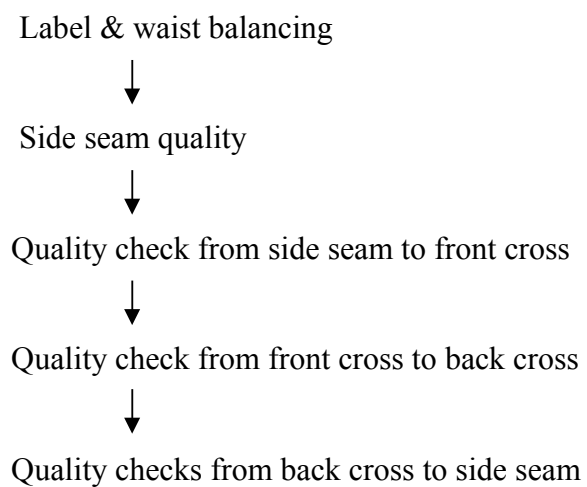 Label & waist balancing
Side seam quality
Quality check from side seam to front cross
Quality check from front cross to back cross
Quality checks from back cross to side seam